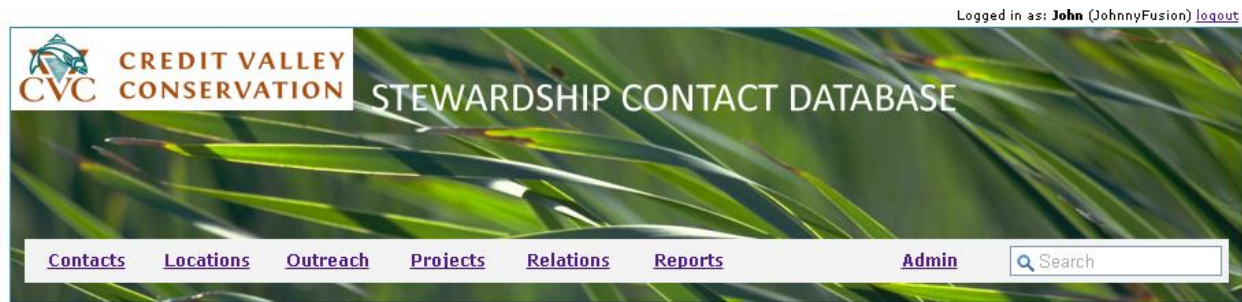 Logged in as: John (JohnnyFusion) logout
CREDIT VALLEY
CVC CONSERVATION
STEWARDSHIP CONTACT DATABASE
Contacts Locations Outreach Projects Relations Reports Admin Search